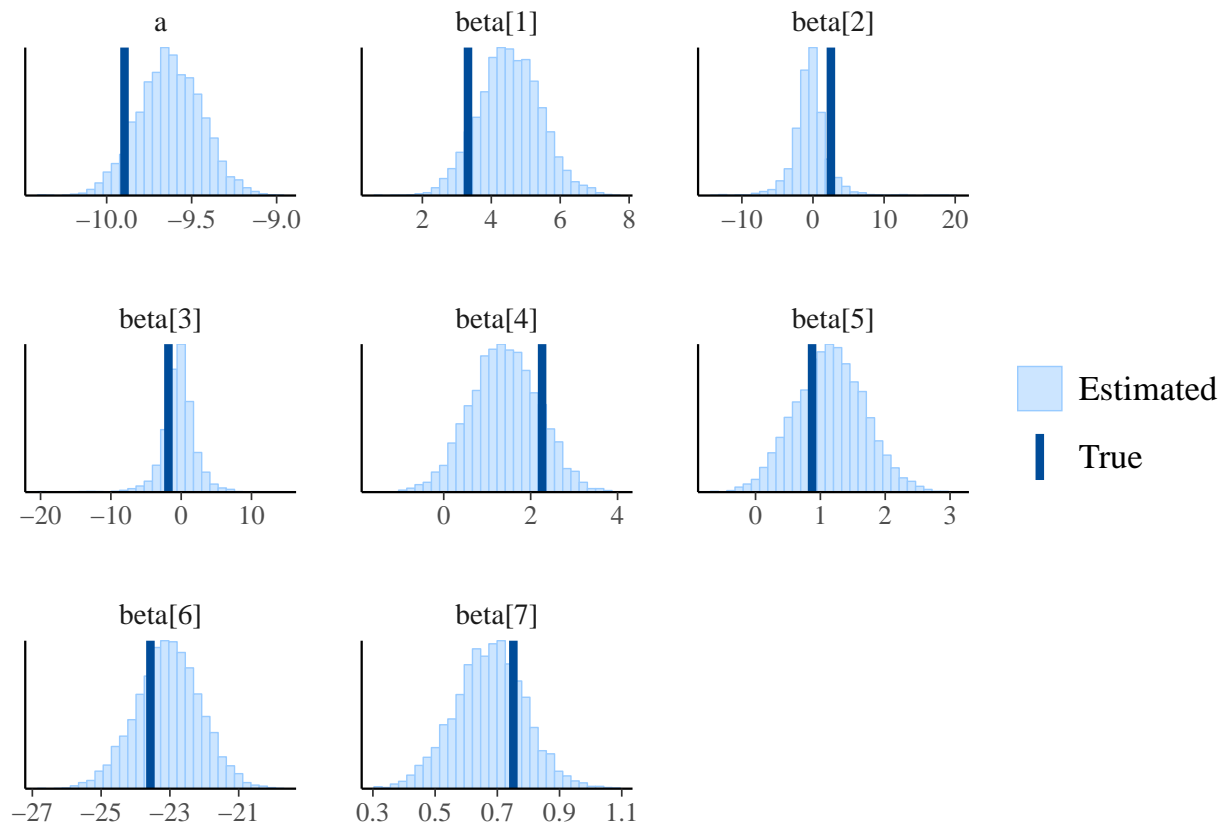 a
beta[1]
beta[2]
−10.0 −9.5 −9.0
2 4 6 8
−10 0 10 20
beta[3]
beta[4]
beta[5]
−20 −10 0 10
0 2 4
0 1 2 3
Estimated
True
beta[6]
beta[7]
−27 −25 −23 −21
0.3 0.5 0.7 0.9 1.1